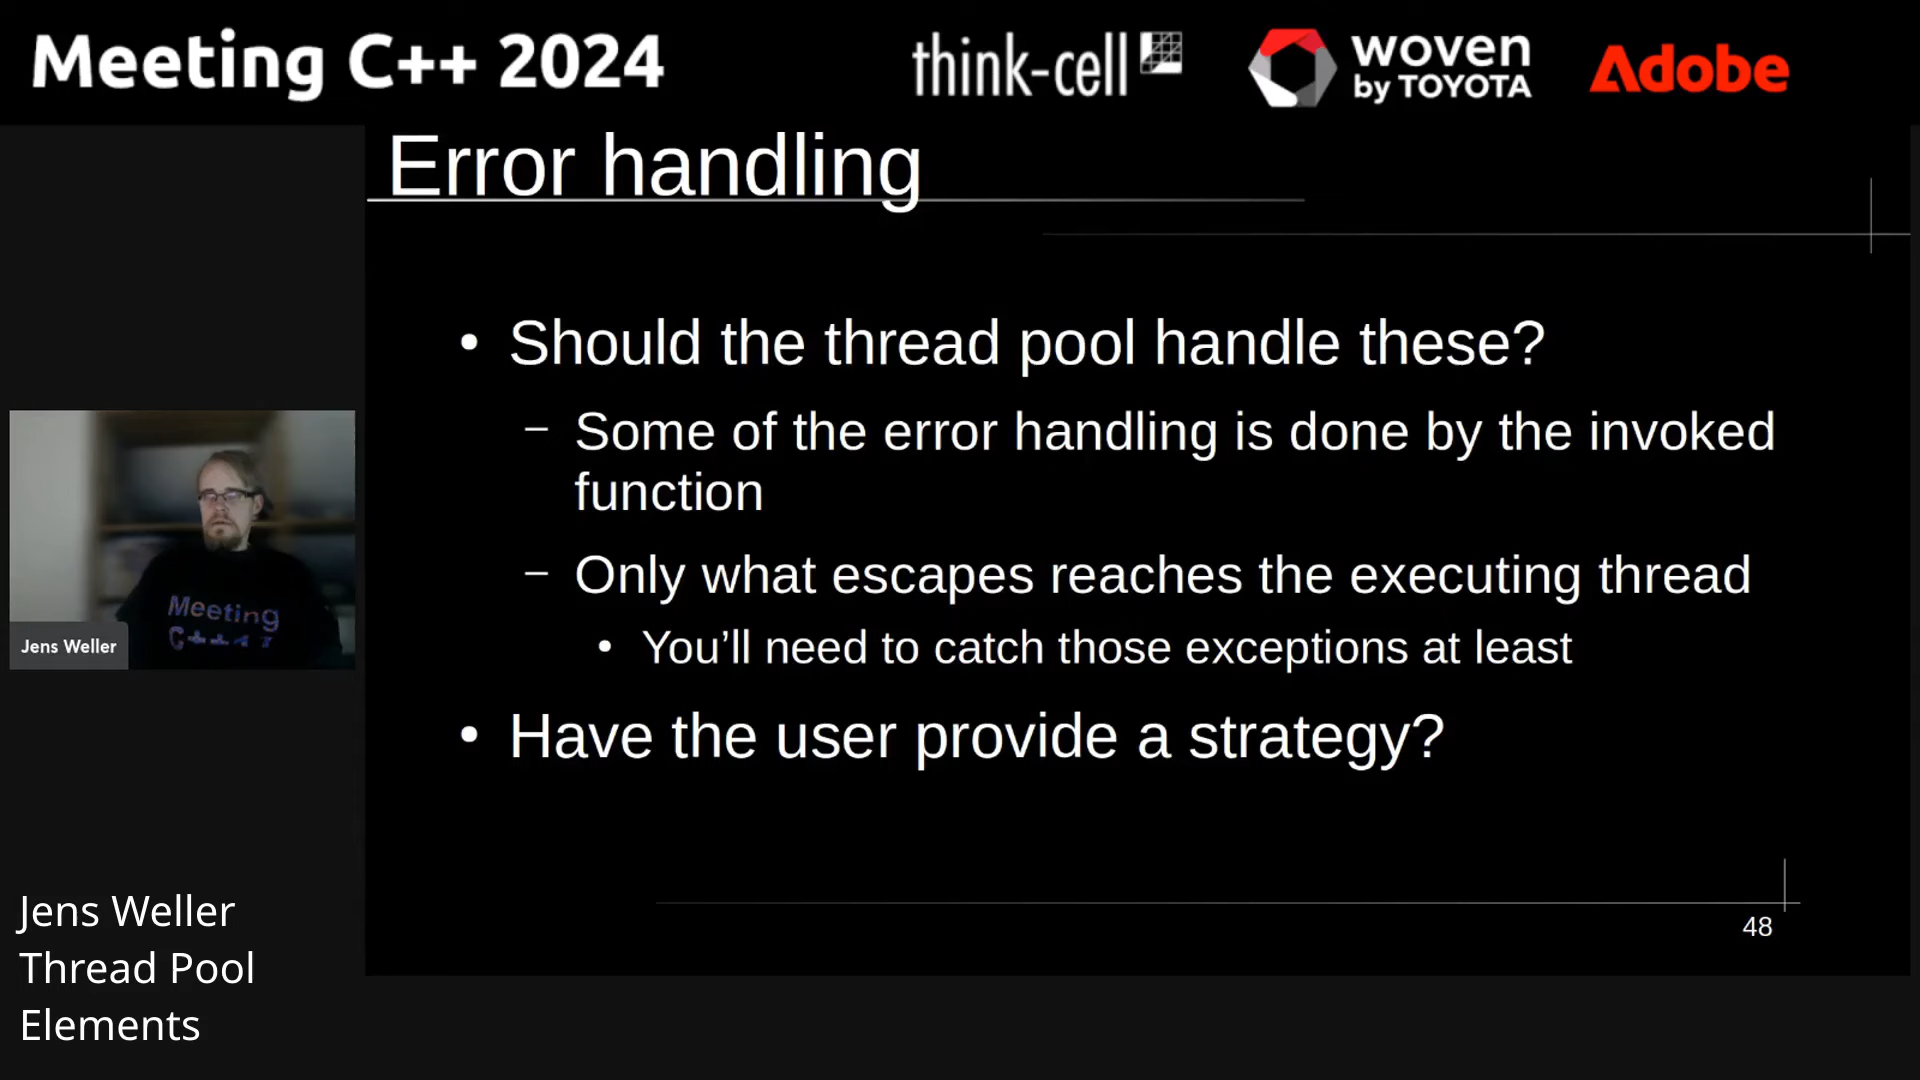 Meeting C++ 2024
think-cell
woven
by TOYOTA
Adobe
Error handling
• Should the thread pool handle these?
– Some of the error handling is done by the invoked
function
– Only what escapes reaches the executing thread
• You’ll need to catch those exceptions at least
• Have the user provide a strategy?
48
Meeting
Jens Weller
Jens Weller
Thread Pool
Elements